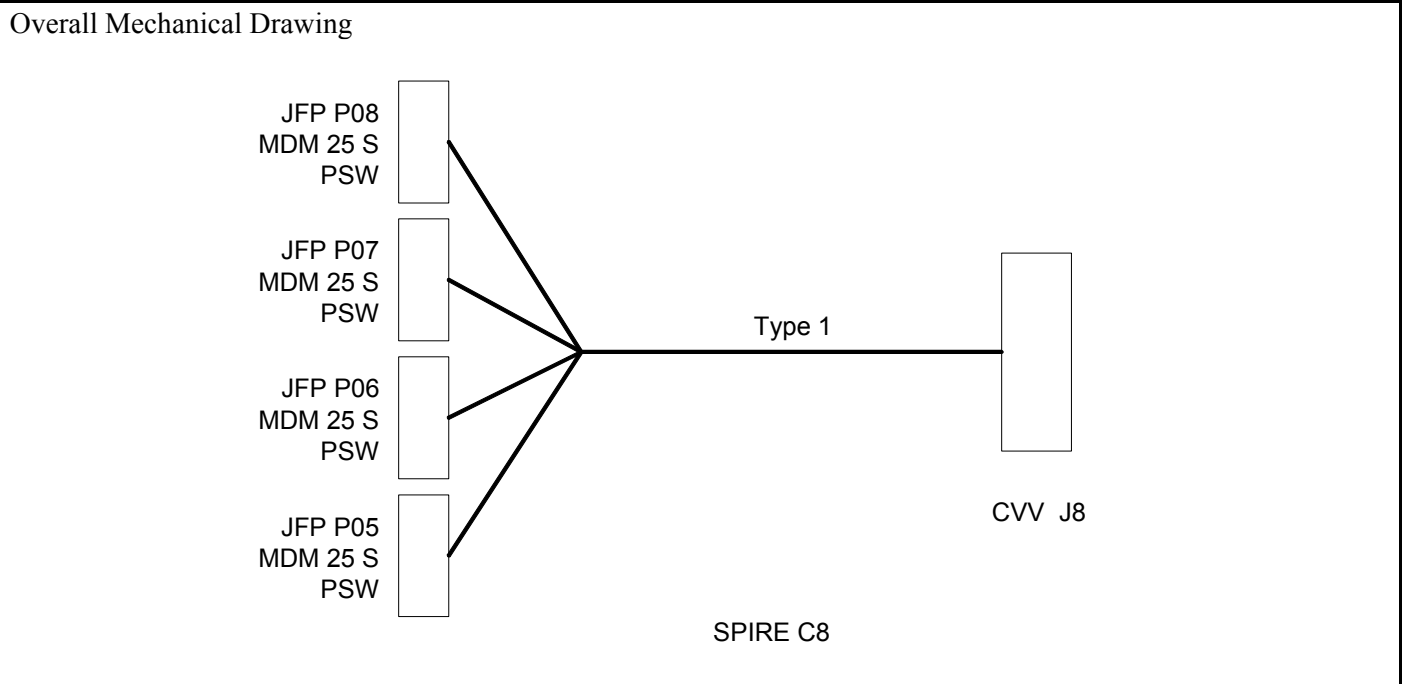 Overall Mechanical Drawing
JFP P08
MDM 25 S
PSW
JFP P07
MDM 25 S
PSW
JFP P06
MDM 25 S
PSW
JFP P05
MDM 25 S
PSW
Type 1
CVV J8
SPIRE C8